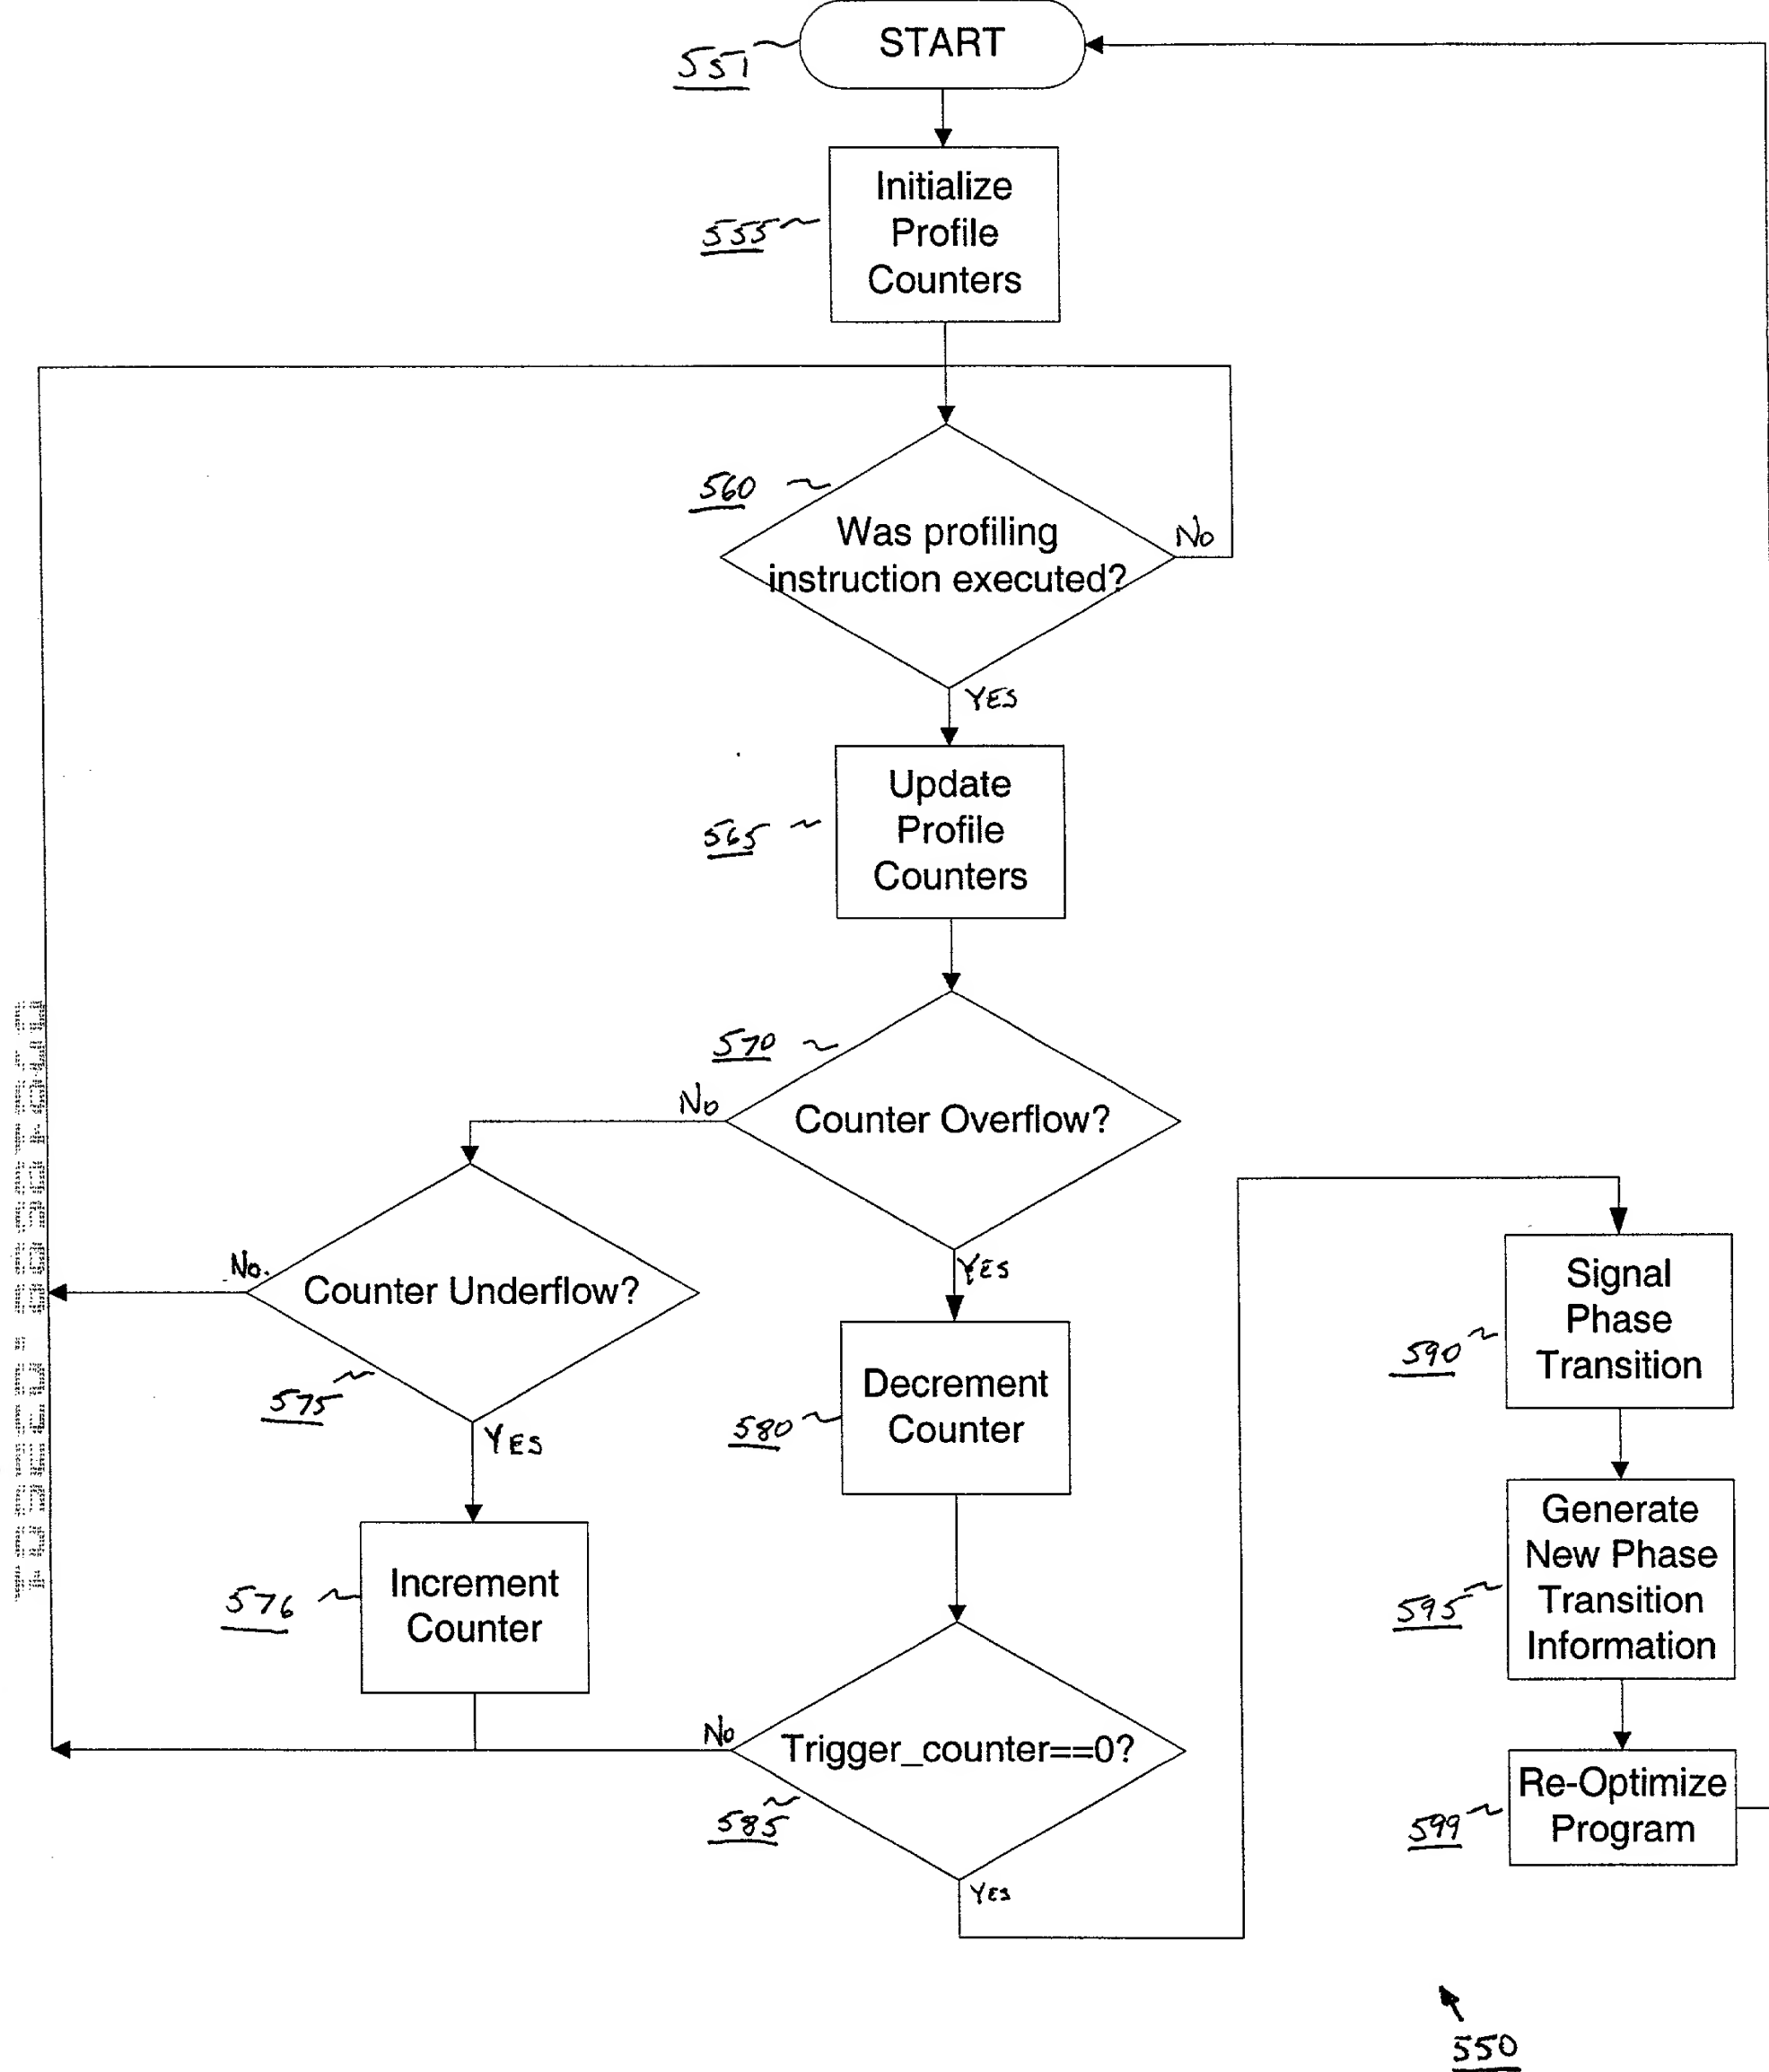 START
551
Initialize
Profile
Counters
555
560
Was profiling
instruction executed?
No
YES
Update
Profile
Counters
565
570
Counter Overflow?
No
YES
Counter Underflow?
No.
575
YES
Decrement
Counter
580
Increment
Counter
576
Trigger_counter==0?
No
585
YES
Signal
Phase
Transition
590
Generate
New Phase
Transition
Information
595
Re-Optimize
Program
599
550